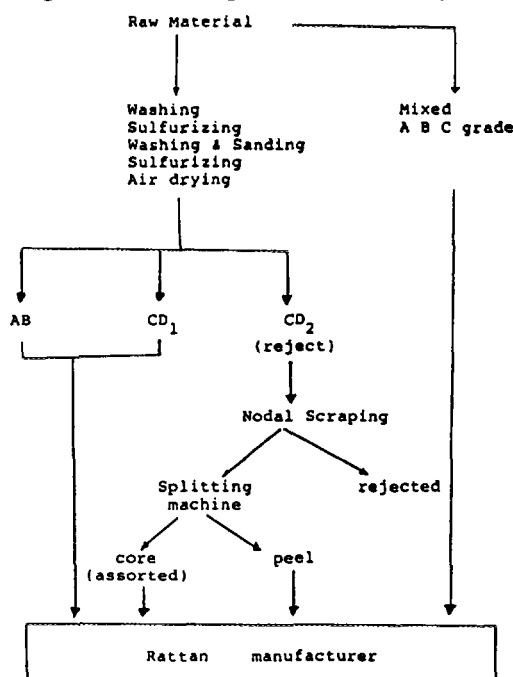 Raw Material
Washing
Sulfurizing
Washing & Sanding
Sulfurizing
Air drying
Mixed
A B C grade
AB
CD1
CD2
(reject)
Nodal Scraping
Splitting
machine
rejected
core
(assorted)
peel
Rattan manufacturer